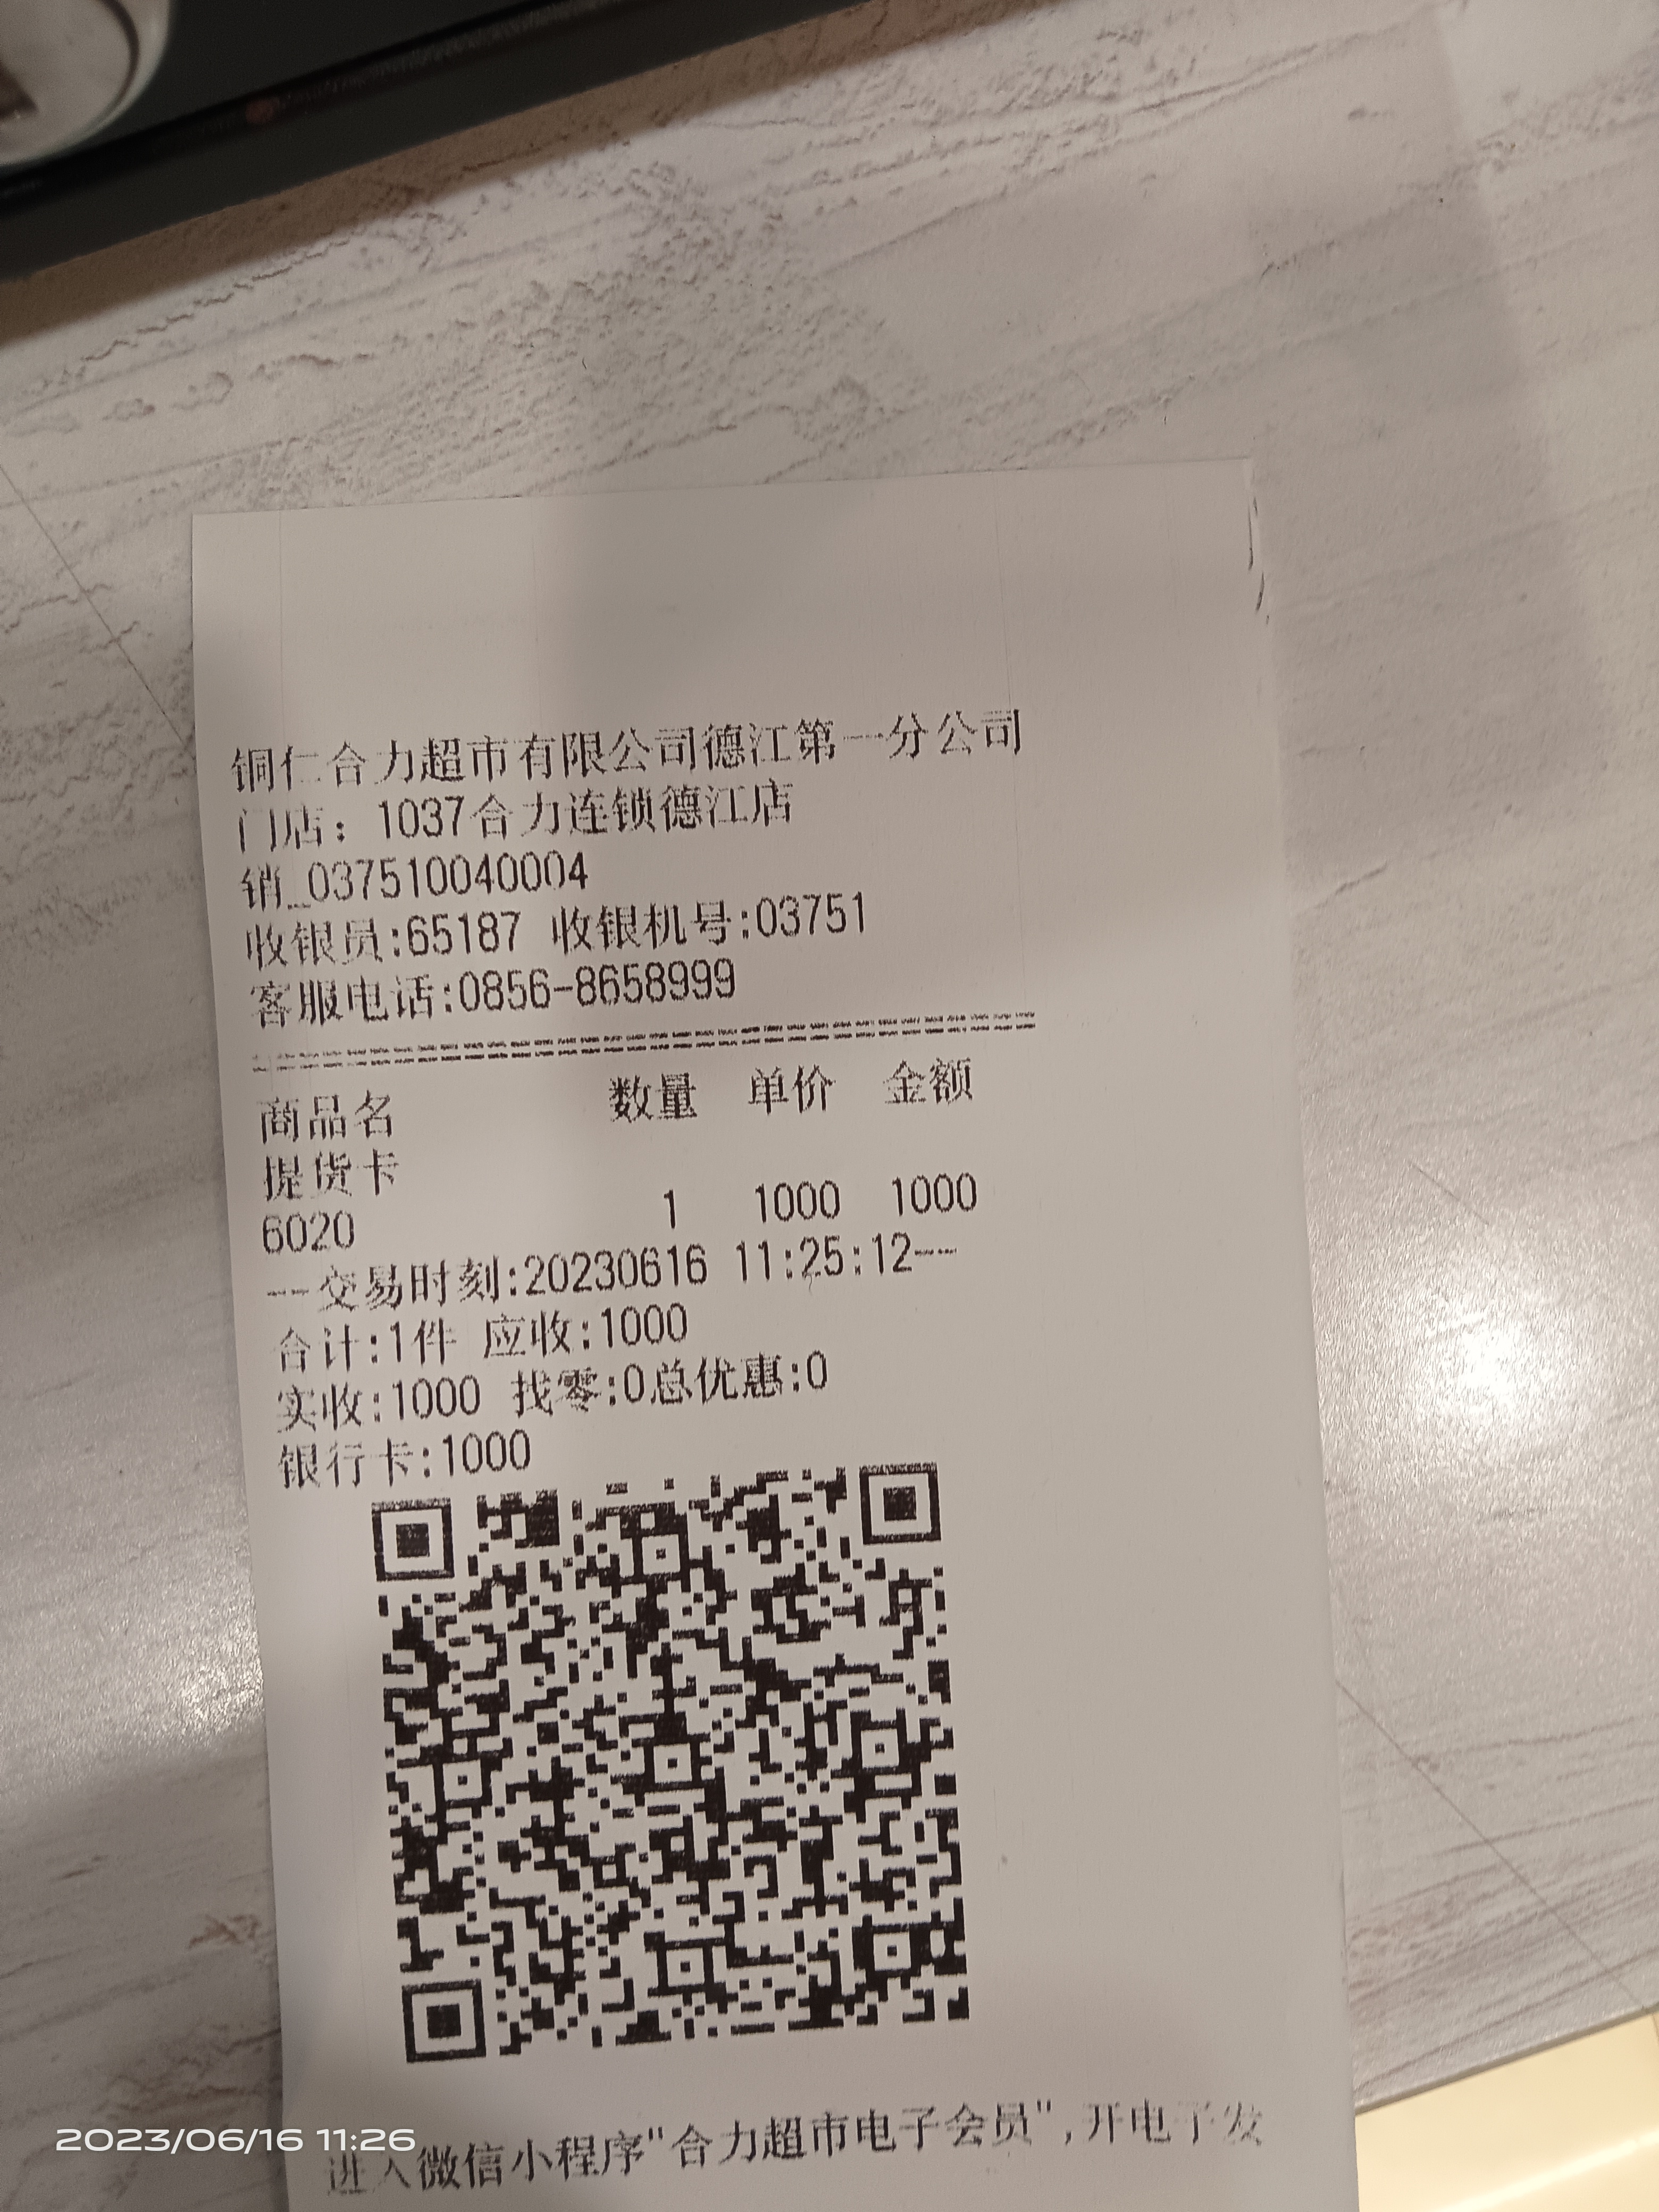 铜仁合力超市有限公司德江第一分公司
门店：1037合力连锁德江店
销_037510040004
收银员:65187 收银机号:03751
客服电话:0856-8658999
商品名 数量 单价 金额
提货卡
6020 1 1000 1000
--交易时刻:20230616 11:25:12--
合计:1件 应收:1000
实收:1000 找零:0总优惠:0
银行卡:1000
进入微信小程序"合力超市电子会员",开电子发
2023/06/16 11:26